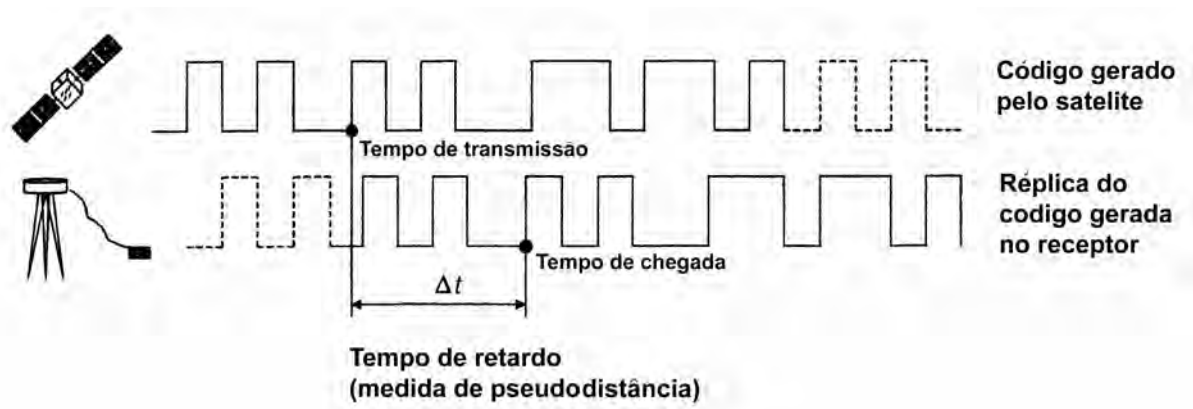 Código gerado
pelo satelite
Tempo de transmissão
Réplica do
codigo gerada
no receptor
Tempo de chegada
Δt
Tempo de retardo
(medida de pseudodistância)